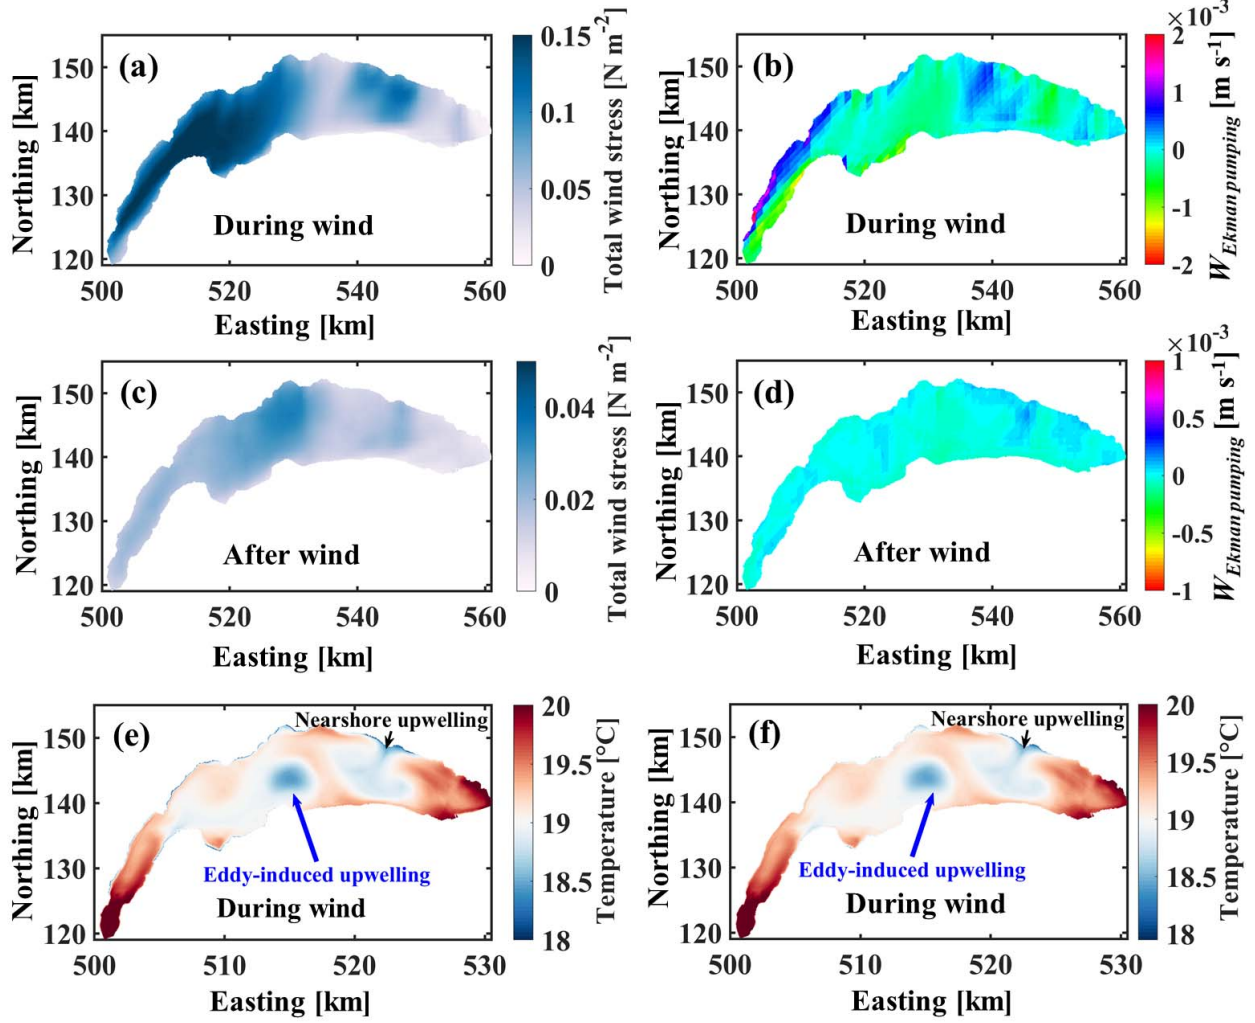 (a)
150
140
130
120
Northing [km]
During wind
500 520 540 560
Easting [km]
0.15
0.1
0.05
0
Total wind stress [N m-2]
(b)
150
140
130
120
Northing [km]
During wind
500 520 540 560
Easting [km]
×10-3
2
1
0
-1
-2
WEkman pumping [m s-1]
(c)
150
140
130
120
Northing [km]
After wind
500 520 540 560
Easting [km]
0.04
0.02
0
Total wind stress [N m-2]
(d)
150
140
130
120
Northing [km]
After wind
500 520 540 560
Easting [km]
×10-3
1
0.5
0
-0.5
-1
WEkman pumping [m s-1]
(e)
Nearshore upwelling
150
140
130
120
Northing [km]
Eddy-induced upwelling
During wind
500 510 520 530
Easting [km]
20
19.5
19
18.5
18
Temperature [°C]
(f)
Nearshore upwelling
150
140
130
120
Northing [km]
Eddy-induced upwelling
During wind
500 510 520 530
Easting [km]
20
19.5
19
18.5
18
Temperature [°C]